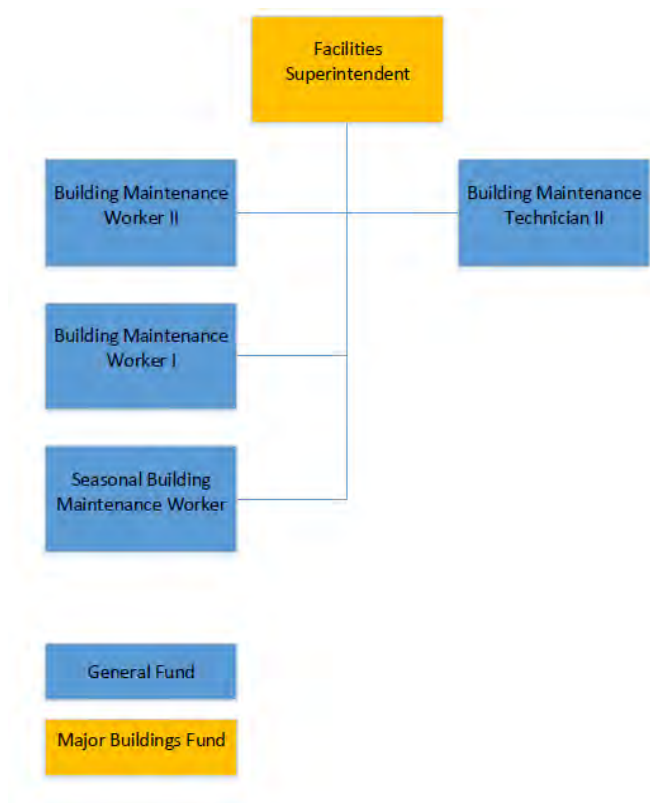 Facilities
Superintendent
Building Maintenance
Worker II
Building Maintenance
Technician II
Building Maintenance
Worker I
Seasonal Building
Maintenance Worker
General Fund
Major Buildings Fund